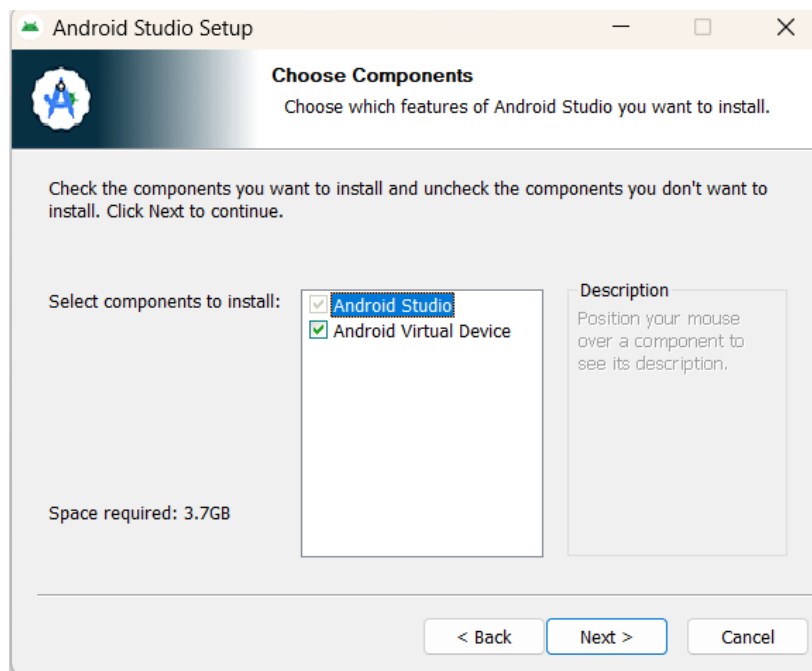 Android Studio Setup
Choose Components
Choose which features of Android Studio you want to install.
Check the components you want to install and uncheck the components you don't want to
install. Click Next to continue.
Select components to install:
Android Studio
Android Virtual Device
Description
Position your mouse
over a component to
see its description.
Space required: 3.7GB
< Back
Next >
Cancel